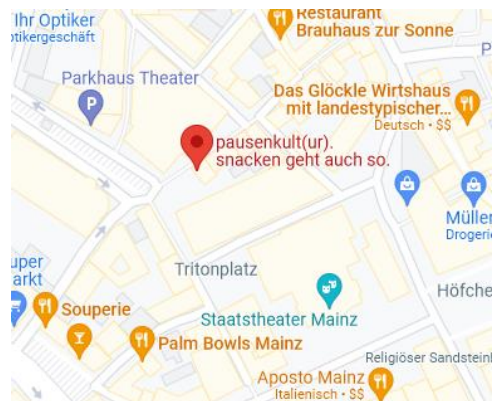 Ihr Optiker
ptikergeschäft
Restaurant
Brauhaus zur Sonne
Parkhaus Theater
P
Das Glöckle Wirtshaus
mit landestypischer...
Deutsch • $$
pausenkult(ur).
snacken geht auch so.
Müller
Drogerie
Tritonplatz
uper
arkt
Souperie
Staatstheater Mainz
Höfche
Palm Bowls Mainz
Religiöser Sandstein
Aposto Mainz
Italienisch • $$